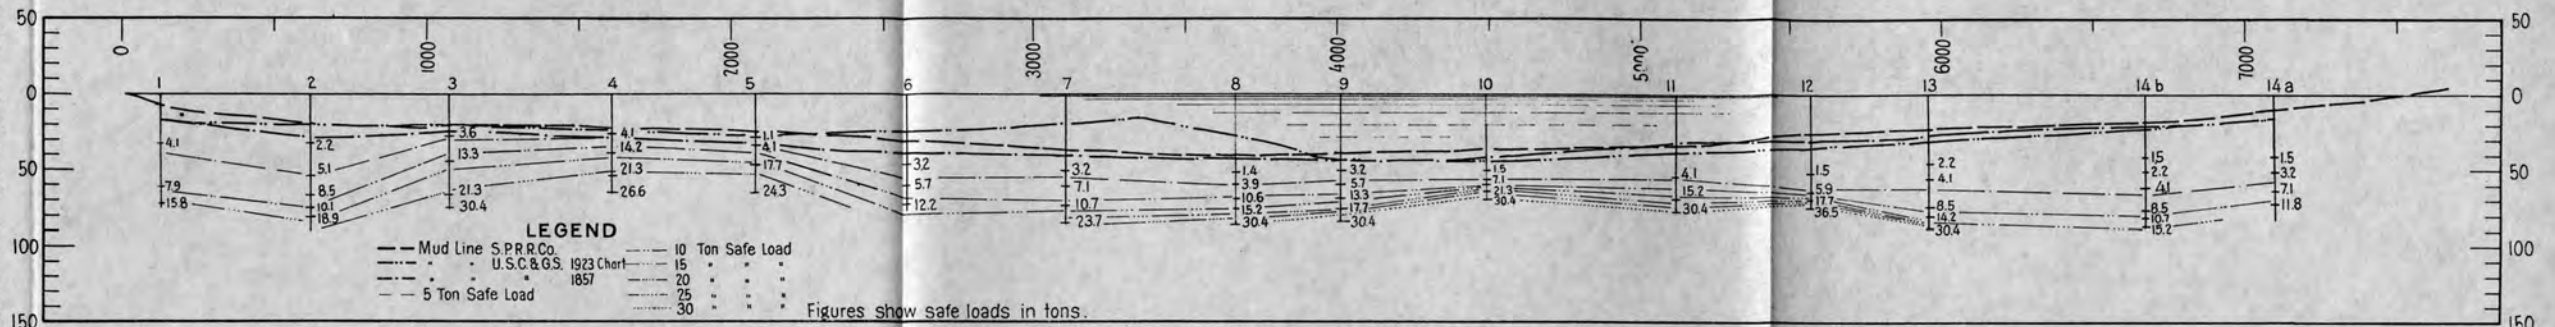 50 50
0 1000 2000 3000 4000 5000 6000 7000
1 2 3 4 5 6 7 8 9 10 11 12 13 14b 14a
0 0
4.1 2.2 3.6 4.1 1.1 3.2 3.2 1.4 3.2 1.5 4.1 1.5 2.2 1.5 1.5
5.1 13.3 14.2 4.1 5.7 7.1 3.9 5.7 7.1 15.2 5.9 4.1 2.2 3.2
50 50
7.9 8.5 21.3 21.3 17.7 12.2 10.7 10.6 13.3 21.3 30.4 17.7 8.5 4.1 7.1
15.8 10.1 30.4 26.6 24.3 23.7 15.2 17.7 30.4 36.5 14.2 8.5 11.8
18.9 30.4 30.4 30.4 10.7
15.2
100 100
LEGEND
Mud Line S.P.R.R.Co. 10 Ton Safe Load
" " U.S.C.&G.S. 1923 Chart 15 " " "
" " " 1857 20 " " "
5 Ton Safe Load 25 " " "
30 " " "
Figures show safe loads in tons.
150 150